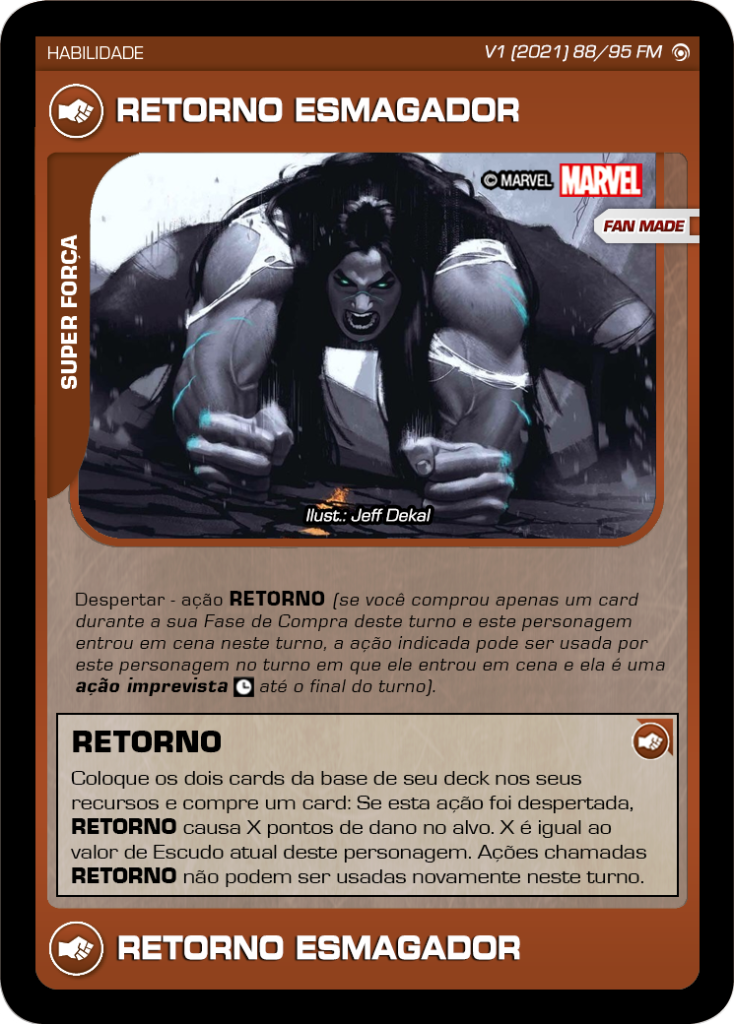 HABILIDADE
V1 (2021) 88/95 FM
RETORNO ESMAGADOR
© MARVEL MARVEL
FAN MADE
SUPER FORÇA
Ilust.: Jeff Dekal
Despertar - ação RETORNO (se você comprou apenas um card
durante a sua Fase de Compra deste turno e este personagem
entrou em cena neste turno, a ação indicada pode ser usada por
este personagem no turno em que ele entrou em cena e ela é uma
ação imprevista até o final do turno).
RETORNO
Coloque os dois cards da base de seu deck nos seus
recursos e compre um card: Se esta ação foi despertada,
RETORNO causa X pontos de dano no alvo. X é igual ao
valor de Escudo atual deste personagem. Ações chamadas
RETORNO não podem ser usadas novamente neste turno.
RETORNO ESMAGADOR